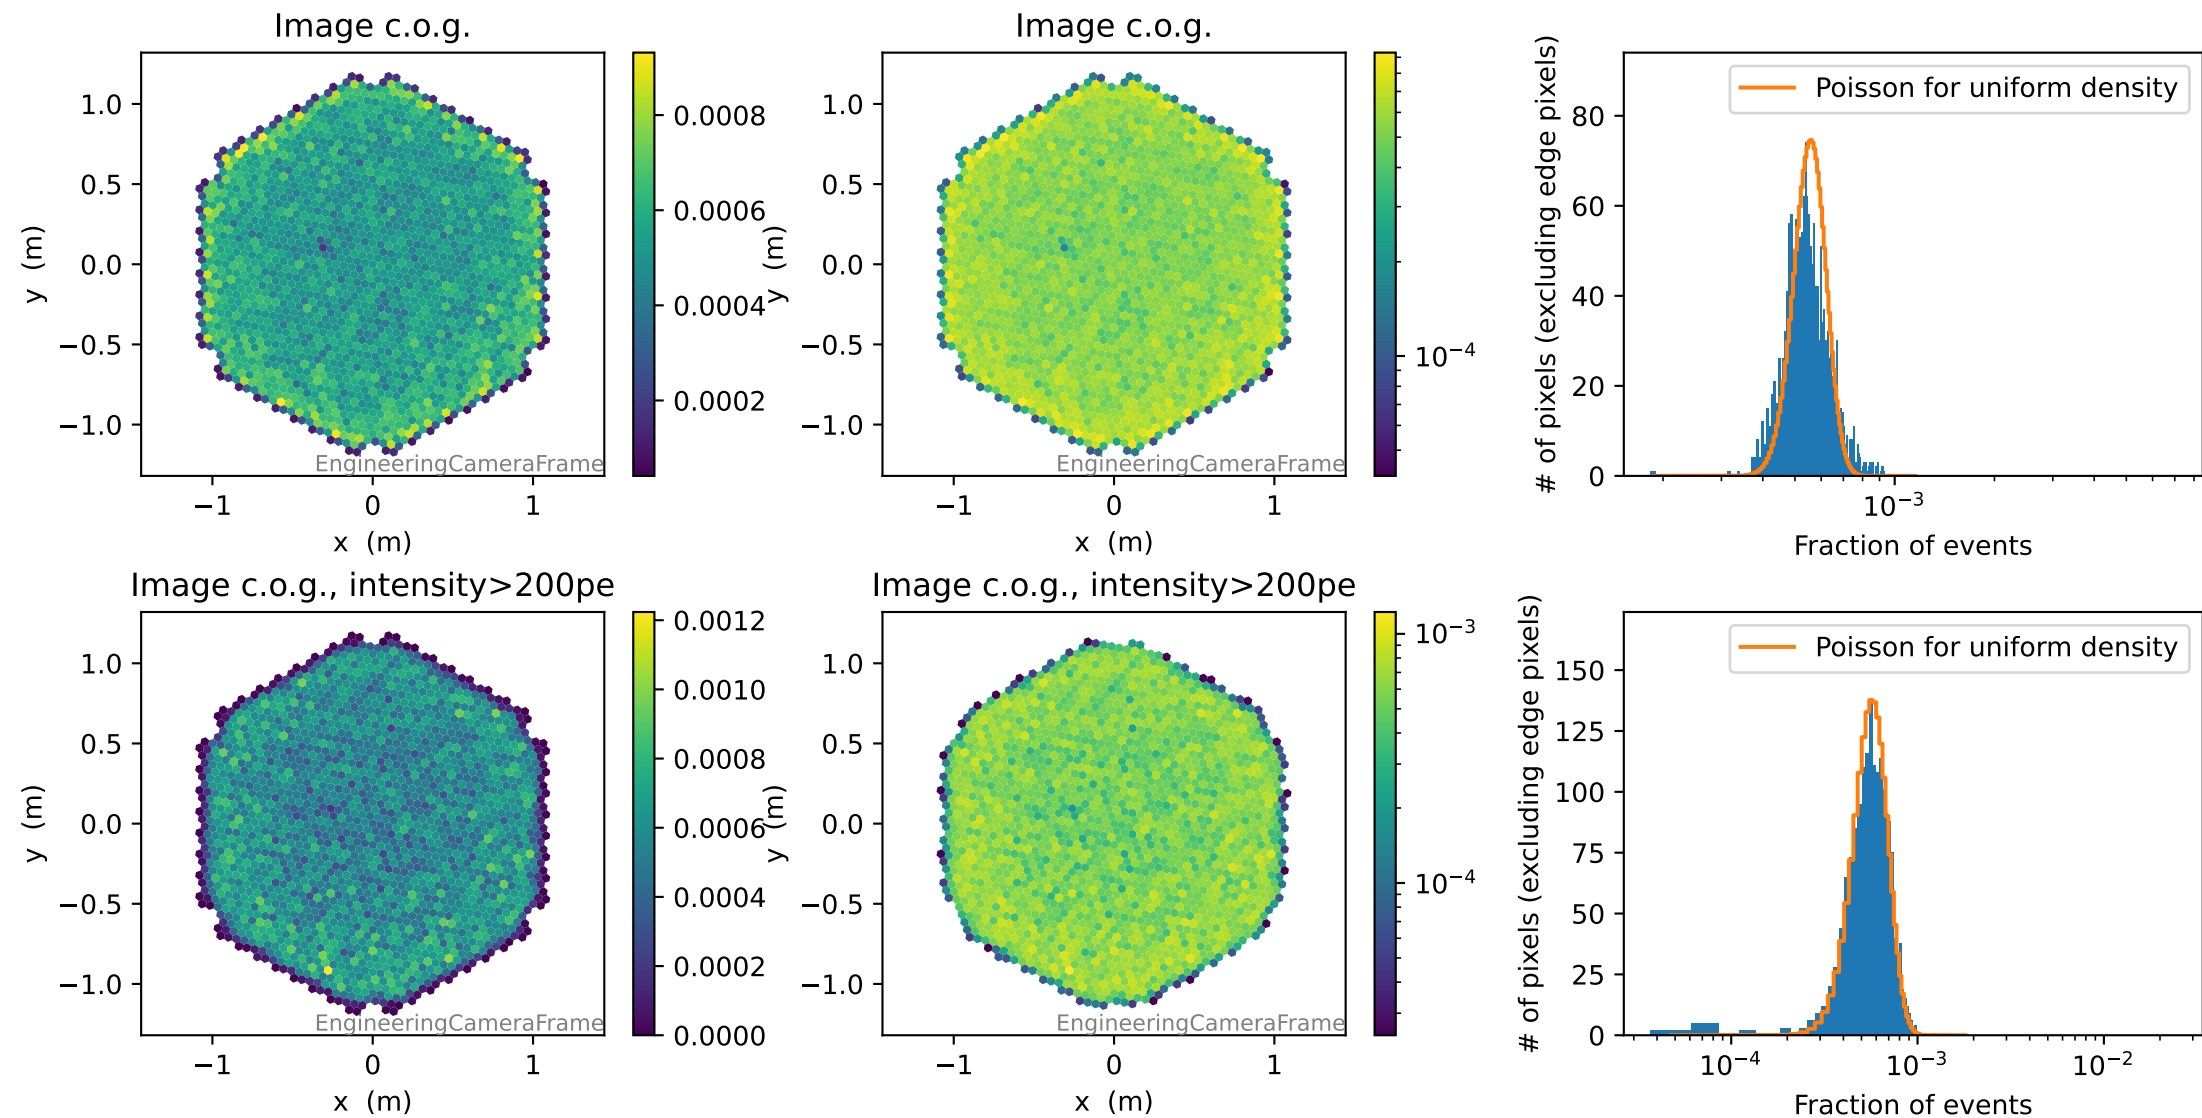 Image c.o.g.
y (m)
1.0
0.5
0.0
−0.5
−1.0
−1
0
1
x (m)
EngineeringCameraFrame
0.0008
0.0006
0.0004
0.0002
Image c.o.g.
y (m)
1.0
0.5
0.0
−0.5
−1.0
−1
0
1
x (m)
EngineeringCameraFrame
10⁻⁴
# of pixels (excluding edge pixels)
80
60
40
20
0
Poisson for uniform density
10⁻³
Fraction of events
Image c.o.g., intensity>200pe
y (m)
1.0
0.5
0.0
−0.5
−1.0
−1
0
1
x (m)
EngineeringCameraFrame
0.0012
0.0010
0.0008
0.0006
0.0004
0.0002
0.0000
Image c.o.g., intensity>200pe
y (m)
1.0
0.5
0.0
−0.5
−1.0
−1
0
1
x (m)
EngineeringCameraFrame
10⁻³
10⁻⁴
# of pixels (excluding edge pixels)
150
125
100
75
50
25
0
Poisson for uniform density
10⁻⁴
10⁻³
10⁻²
Fraction of events